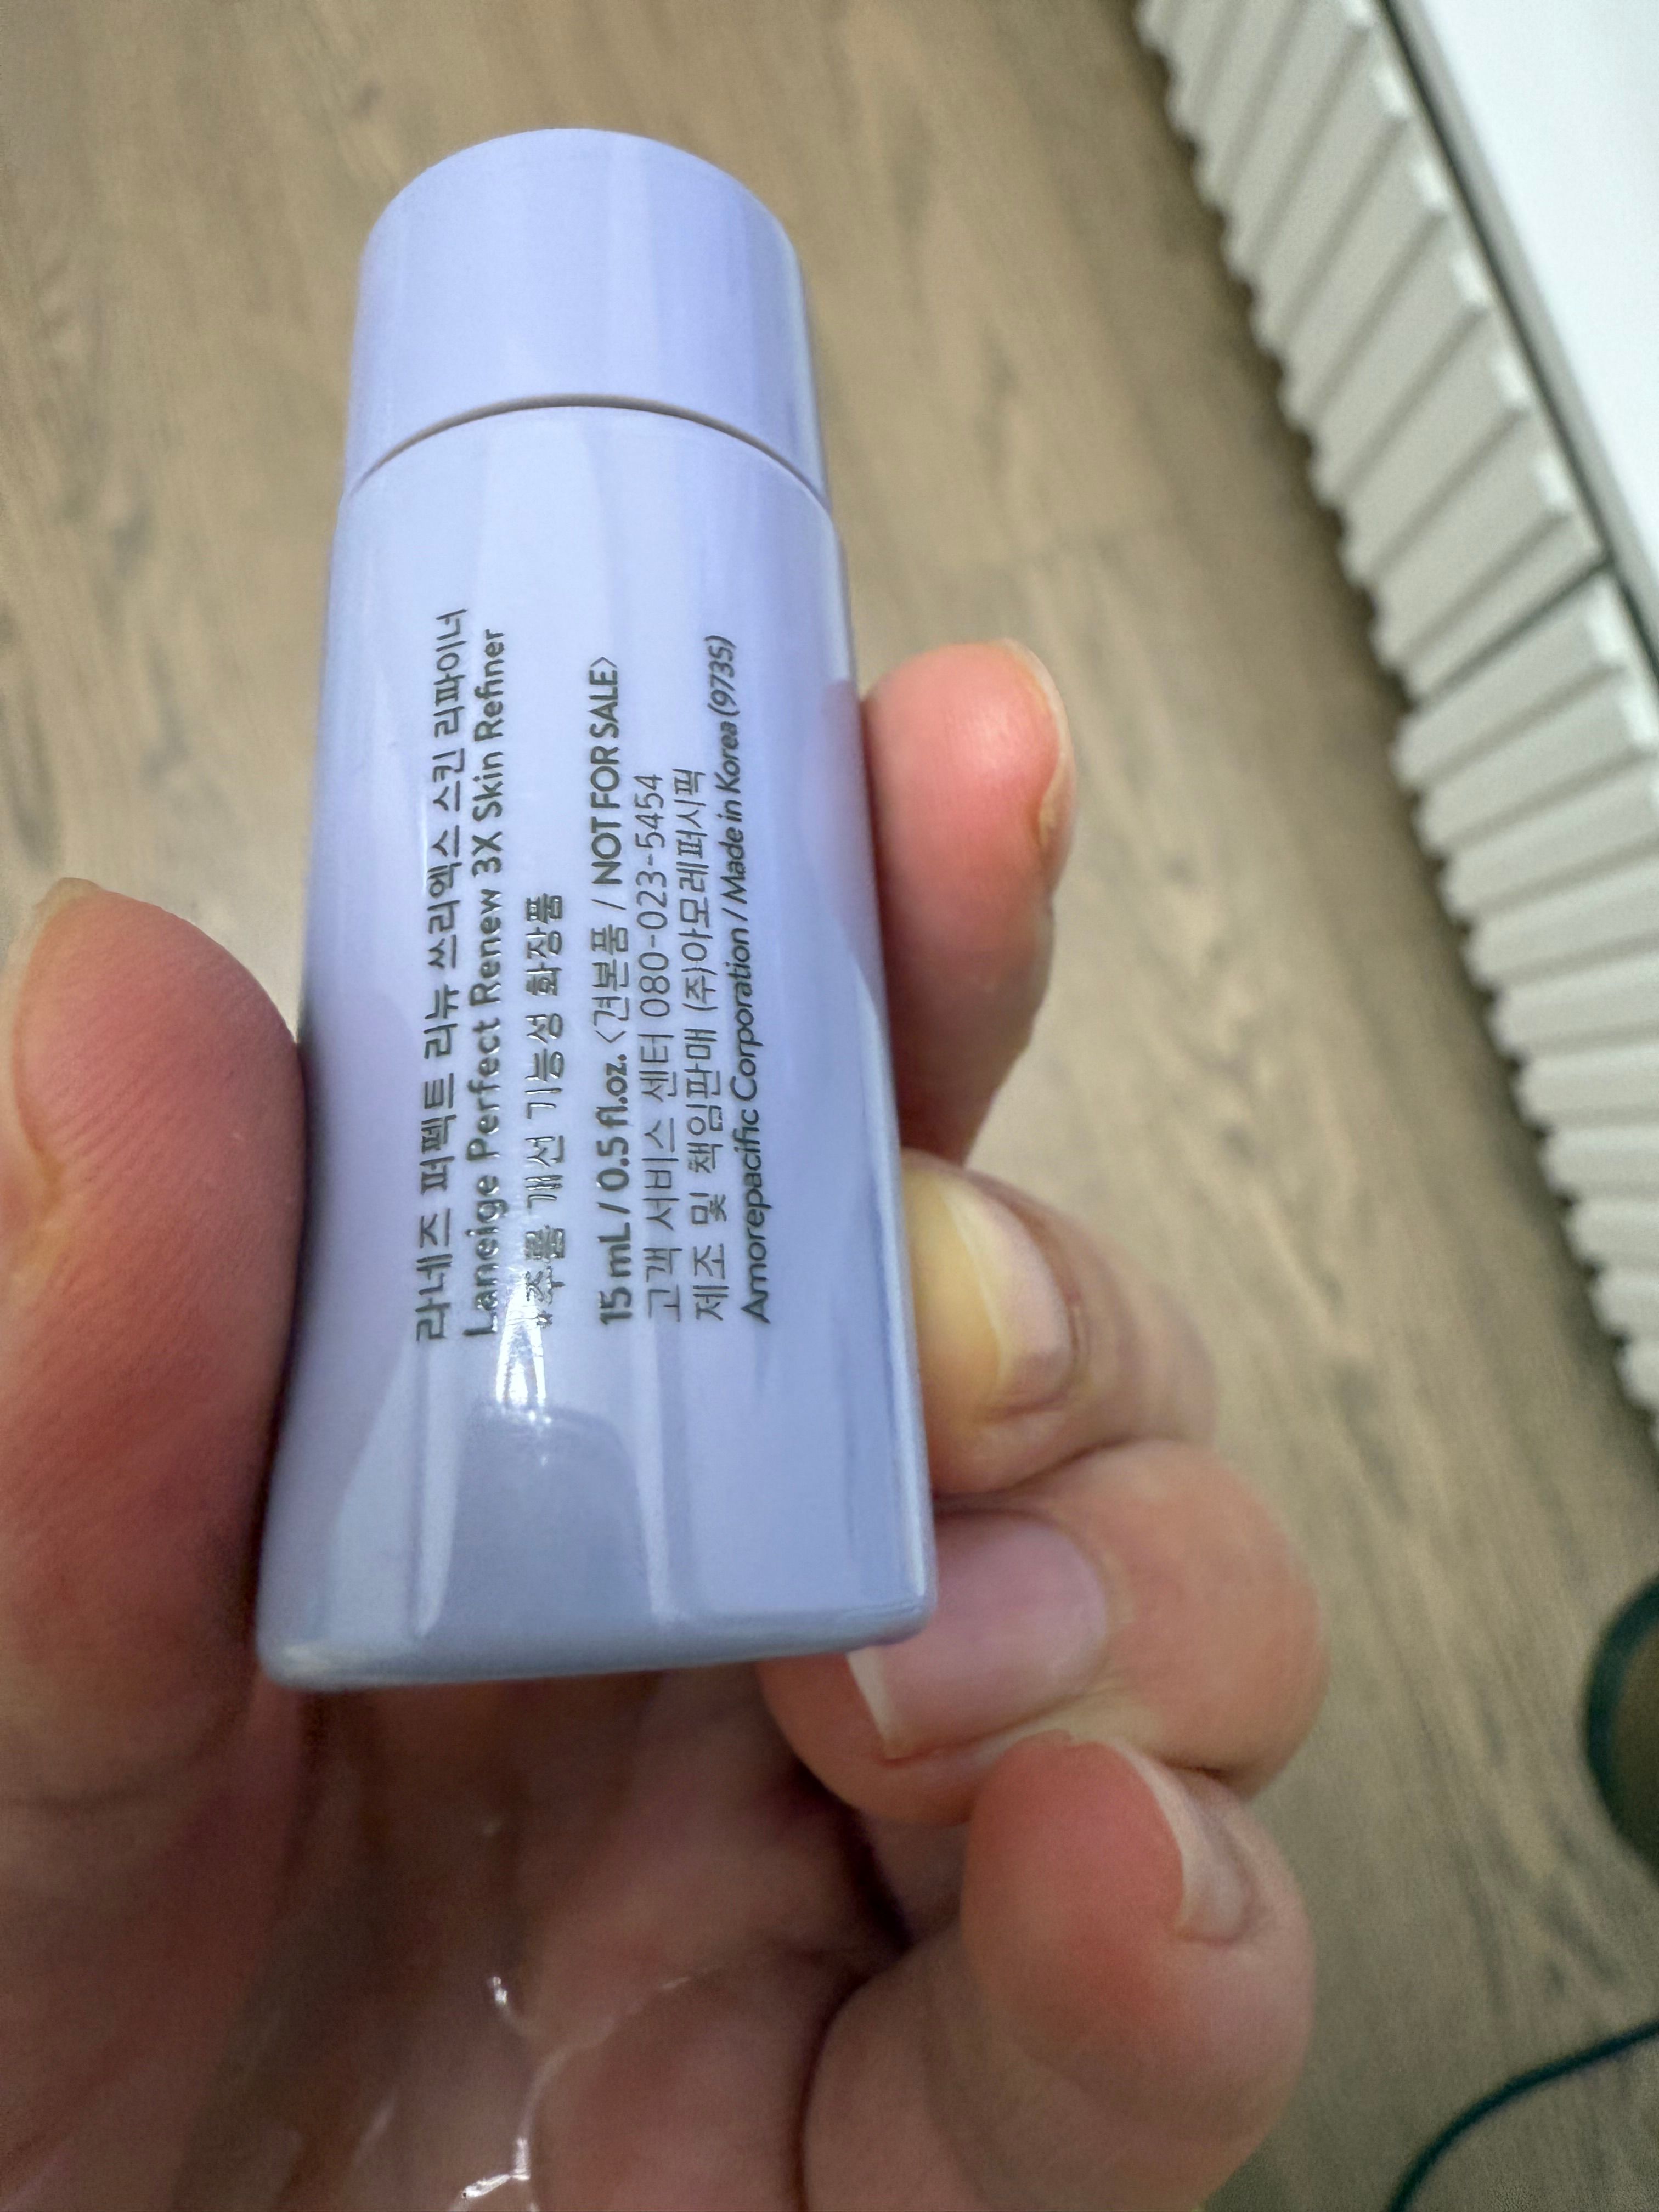 라네즈 퍼펙트 리뉴 쓰리엑스 스킨 리파이너
Laneige Perfect Renew 3X Skin Refiner
주름 개선 기능성 화장품
15 mL / 0.5 fl.oz. <견본품 / NOT FOR SALE>
고객 서비스 센터 080-023-5454
제조 및 책임판매 (주)아모레퍼시픽
Amorepacific Corporation / Made in Korea (9735)